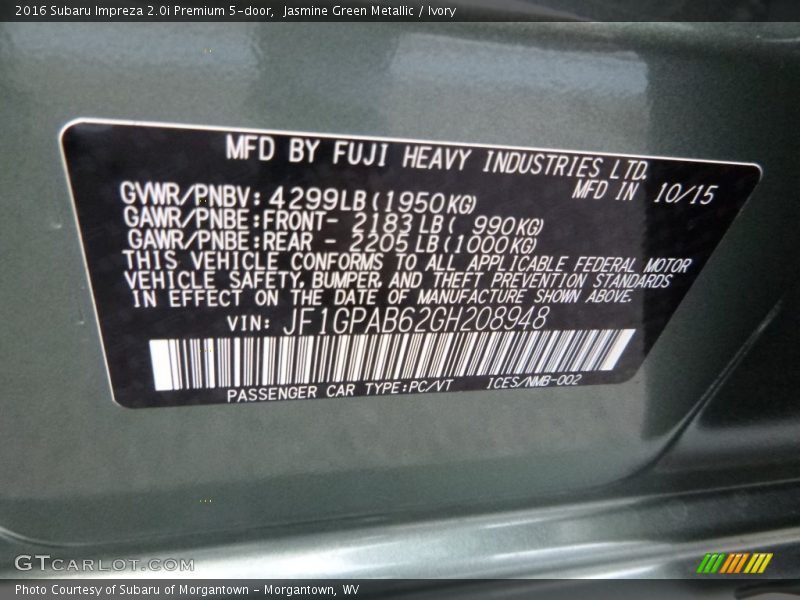 2016 Subaru Impreza 2.0i Premium 5-door,  Jasmine Green Metallic / Ivory
MFD BY FUJI HEAVY INDUSTRIES LTD.
MFD IN 10/15
GVWR/PNBV: 4299LB(1950KG)
GAWR/PNBE:FRONT- 2183LB( 990KG)
GAWR/PNBE:REAR - 2205LB(1000KG)
THIS VEHICLE CONFORMS TO ALL APPLICABLE FEDERAL MOTOR
VEHICLE SAFETY, BUMPER, AND THEFT PREVENTION STANDARDS
IN EFFECT ON THE DATE OF MANUFACTURE SHOWN ABOVE.
VIN: JF1GPAB62GH208948
PASSENGER CAR TYPE:PC/VT ICES/NMB-002
GTCARLOT.COM
Photo Courtesy of Subaru of Morgantown - Morgantown, WV